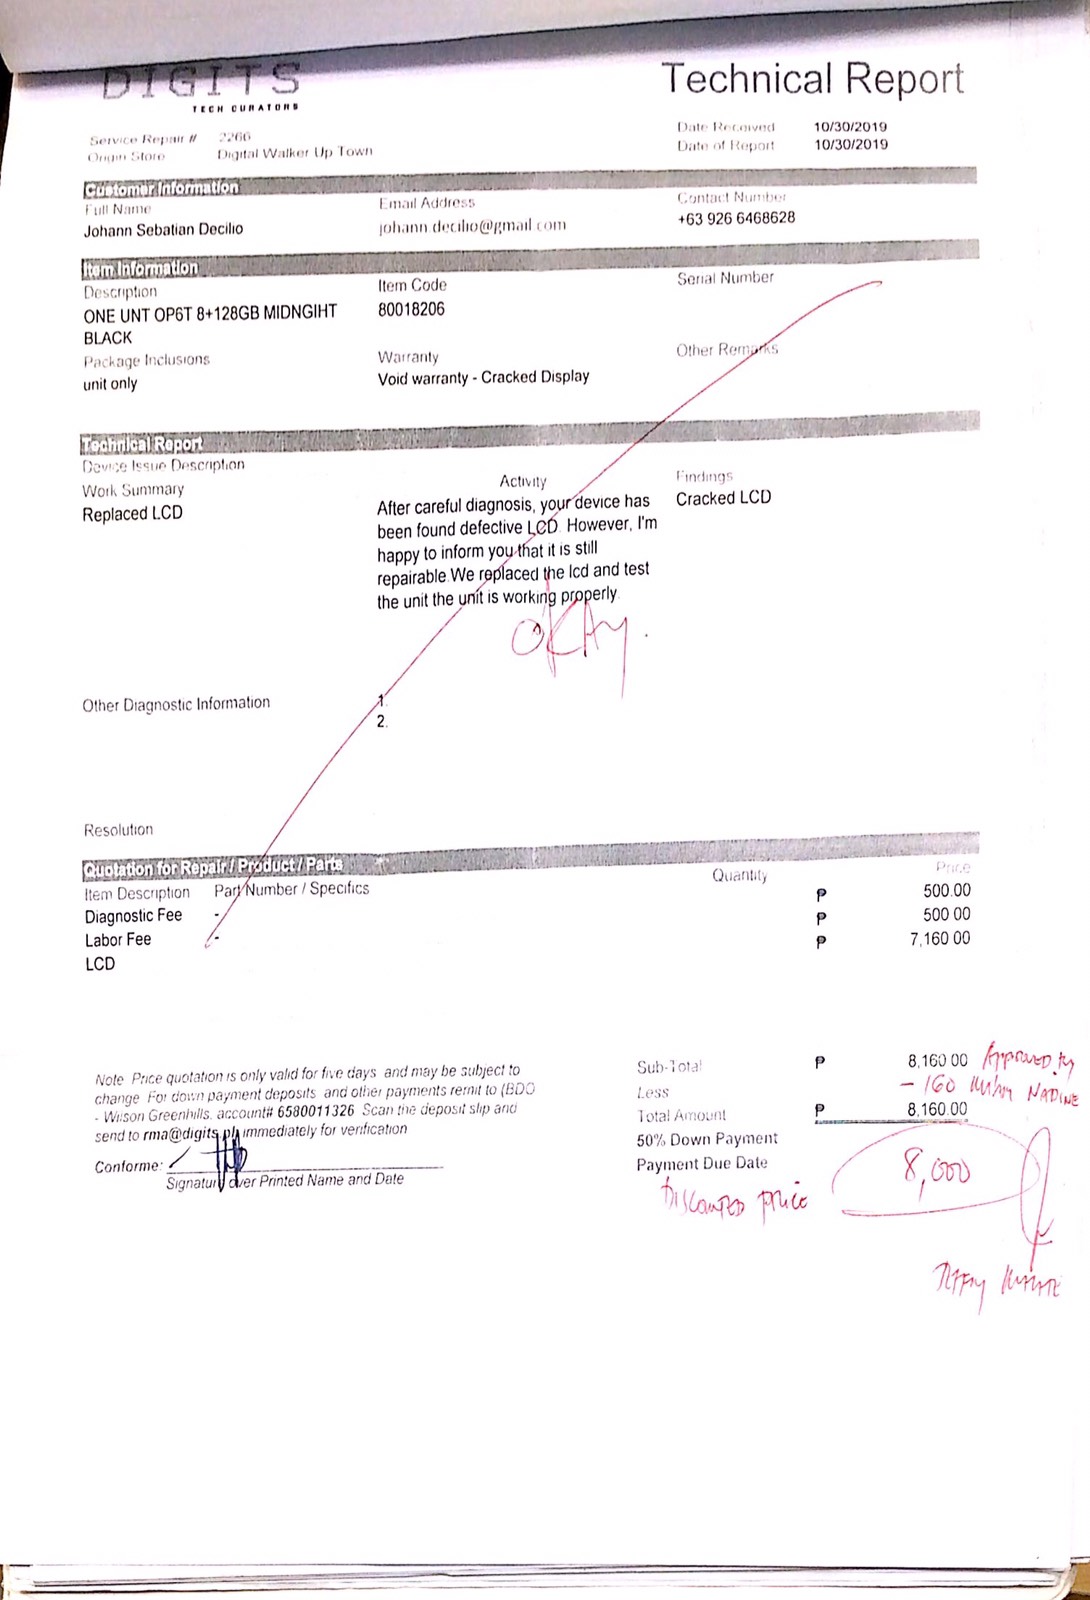 DIGITS
TECH CURATORS
Technical Report
Service Repair # 2266
Origin Store Digital Walker Up Town
Date Received 10/30/2019
Date of Report 10/30/2019
Customer Information
Full Name Email Address Contact Number
Johann Sebatian Decilio johann.decilio@gmail.com +63 926 6468628
Item Information
Description Item Code Serial Number
ONE UNT OP6T 8+128GB MIDNGIHT 80018206
BLACK
Package Inclusions Warranty Other Remarks
unit only Void warranty - Cracked Display
Technical Report
Device Issue Description
Work Summary Activity Findings
Replaced LCD After careful diagnosis, your device has Cracked LCD
been found defective LCD. However, I'm
happy to inform you that it is still
repairable.We replaced the lcd and test
the unit the unit is working properly.
OKAY.
Other Diagnostic Information 1.
2.
Resolution
Quotation for Repair / Product / Parts
Item Description Part Number / Specifics Quantity Price
Diagnostic Fee - ₱ 500.00
Labor Fee - ₱ 500.00
LCD ₱ 7,160.00
Sub-Total ₱ 8,160.00 Approved by
Less - 160 NADINE
Total Amount ₱ 8,160.00
50% Down Payment
Payment Due Date 8,000
DISCOUNTED PRICE
Note: Price quotation is only valid for five days and may be subject to
change. For down payment deposits, and other payments remit to (BDO
- Wilson Greenhills, account# 6580011326 Scan the deposit slip and
send to rma@digits.ph immediately for verification
Conforme:
Signature over Printed Name and Date